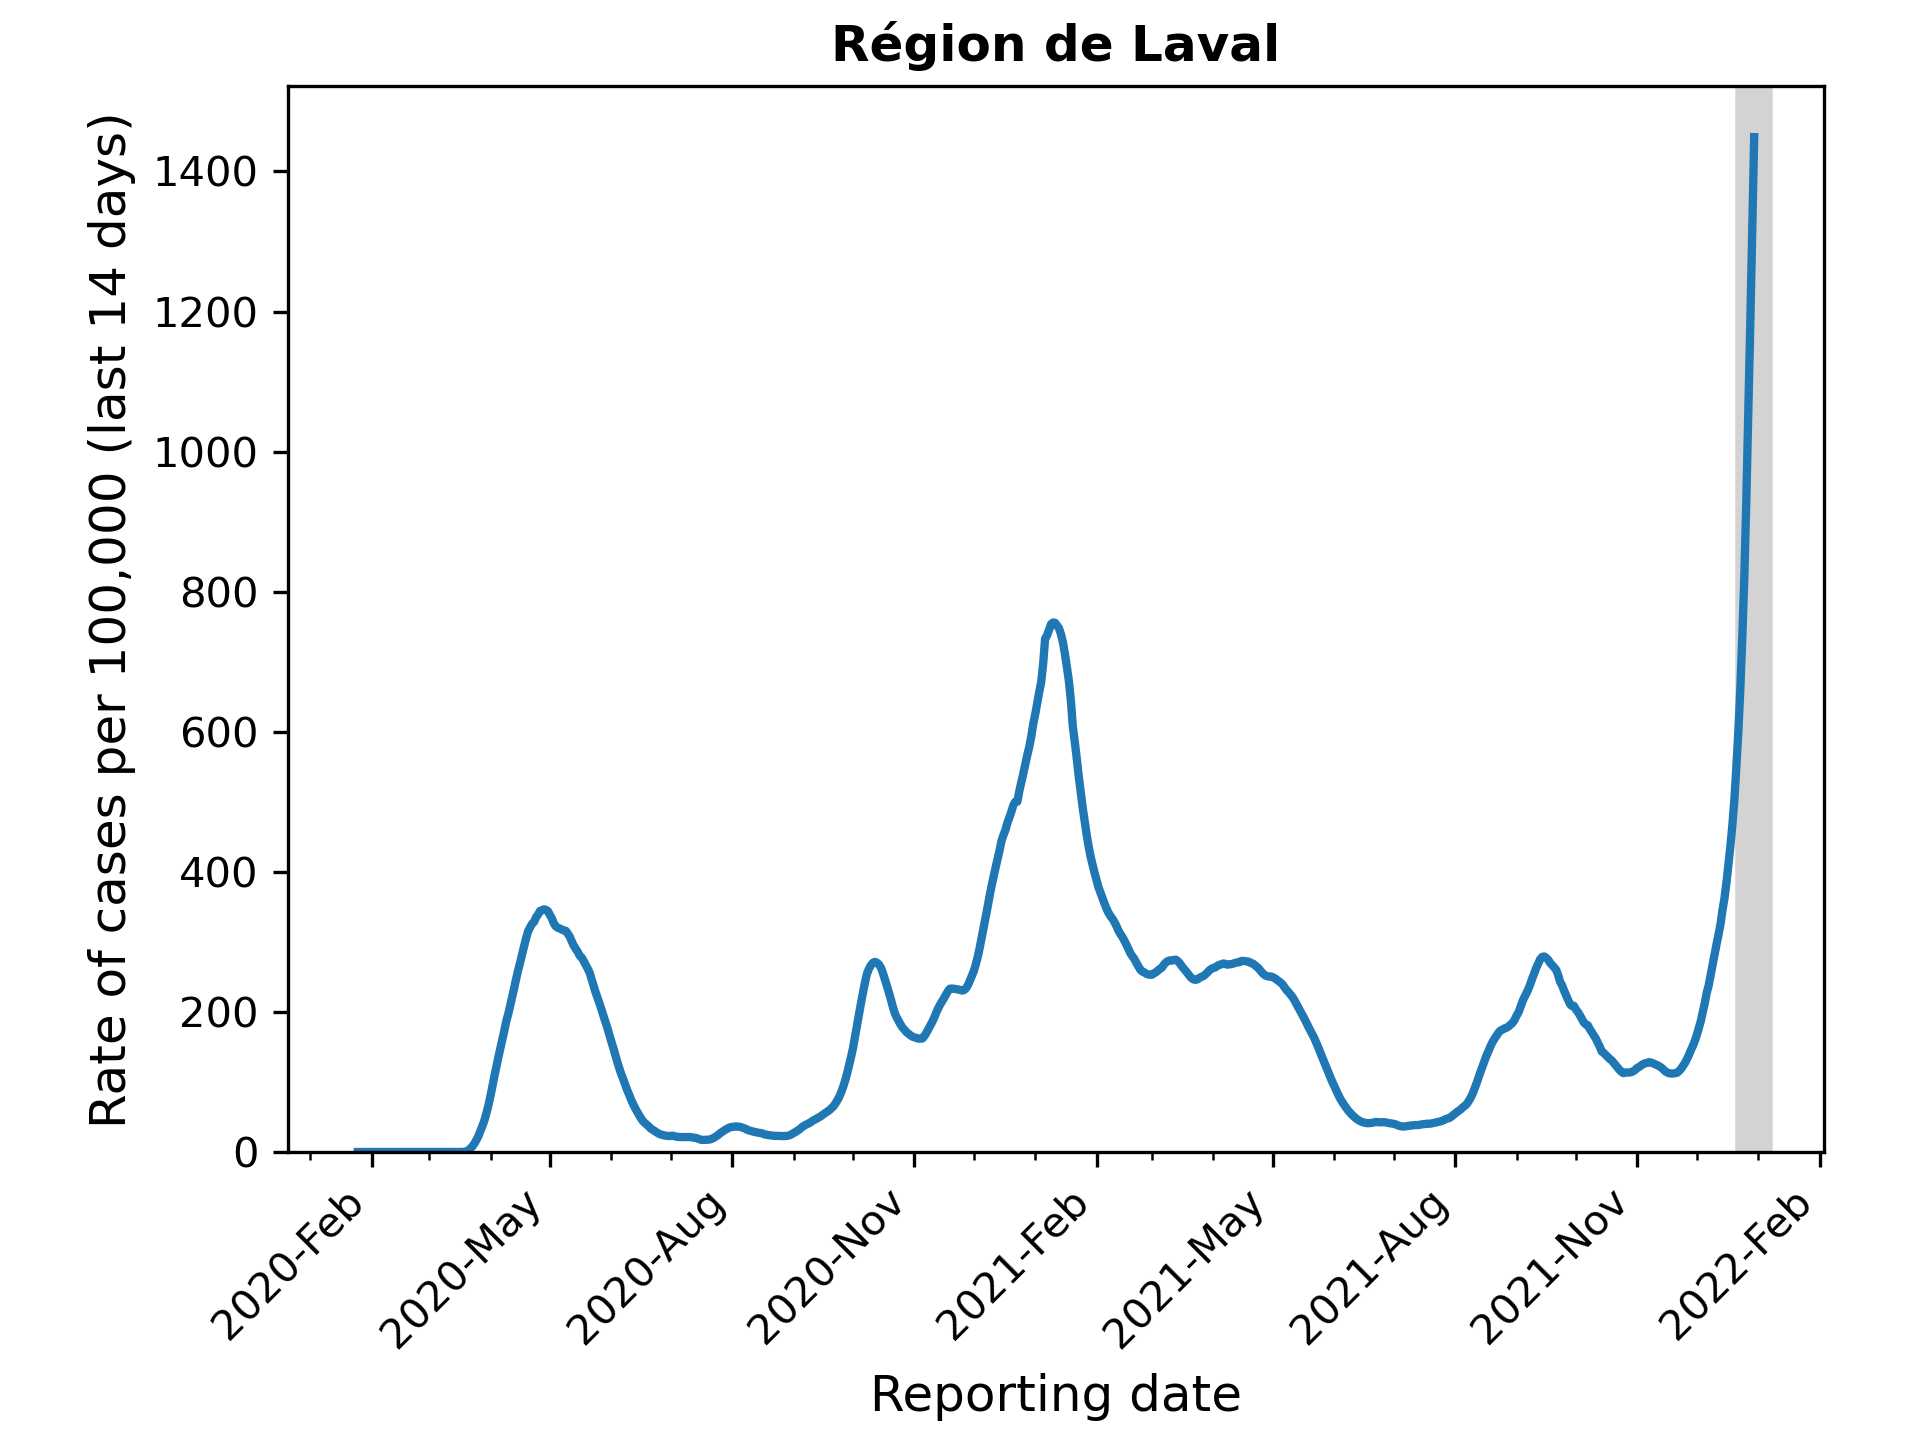 Région de Laval
Rate of cases per 100,000 (last 14 days)
1400
1200
1000
800
600
400
200
0
2020-Feb
2020-May
2020-Aug
2020-Nov
2021-Feb
2021-May
2021-Aug
2021-Nov
2022-Feb
Reporting date